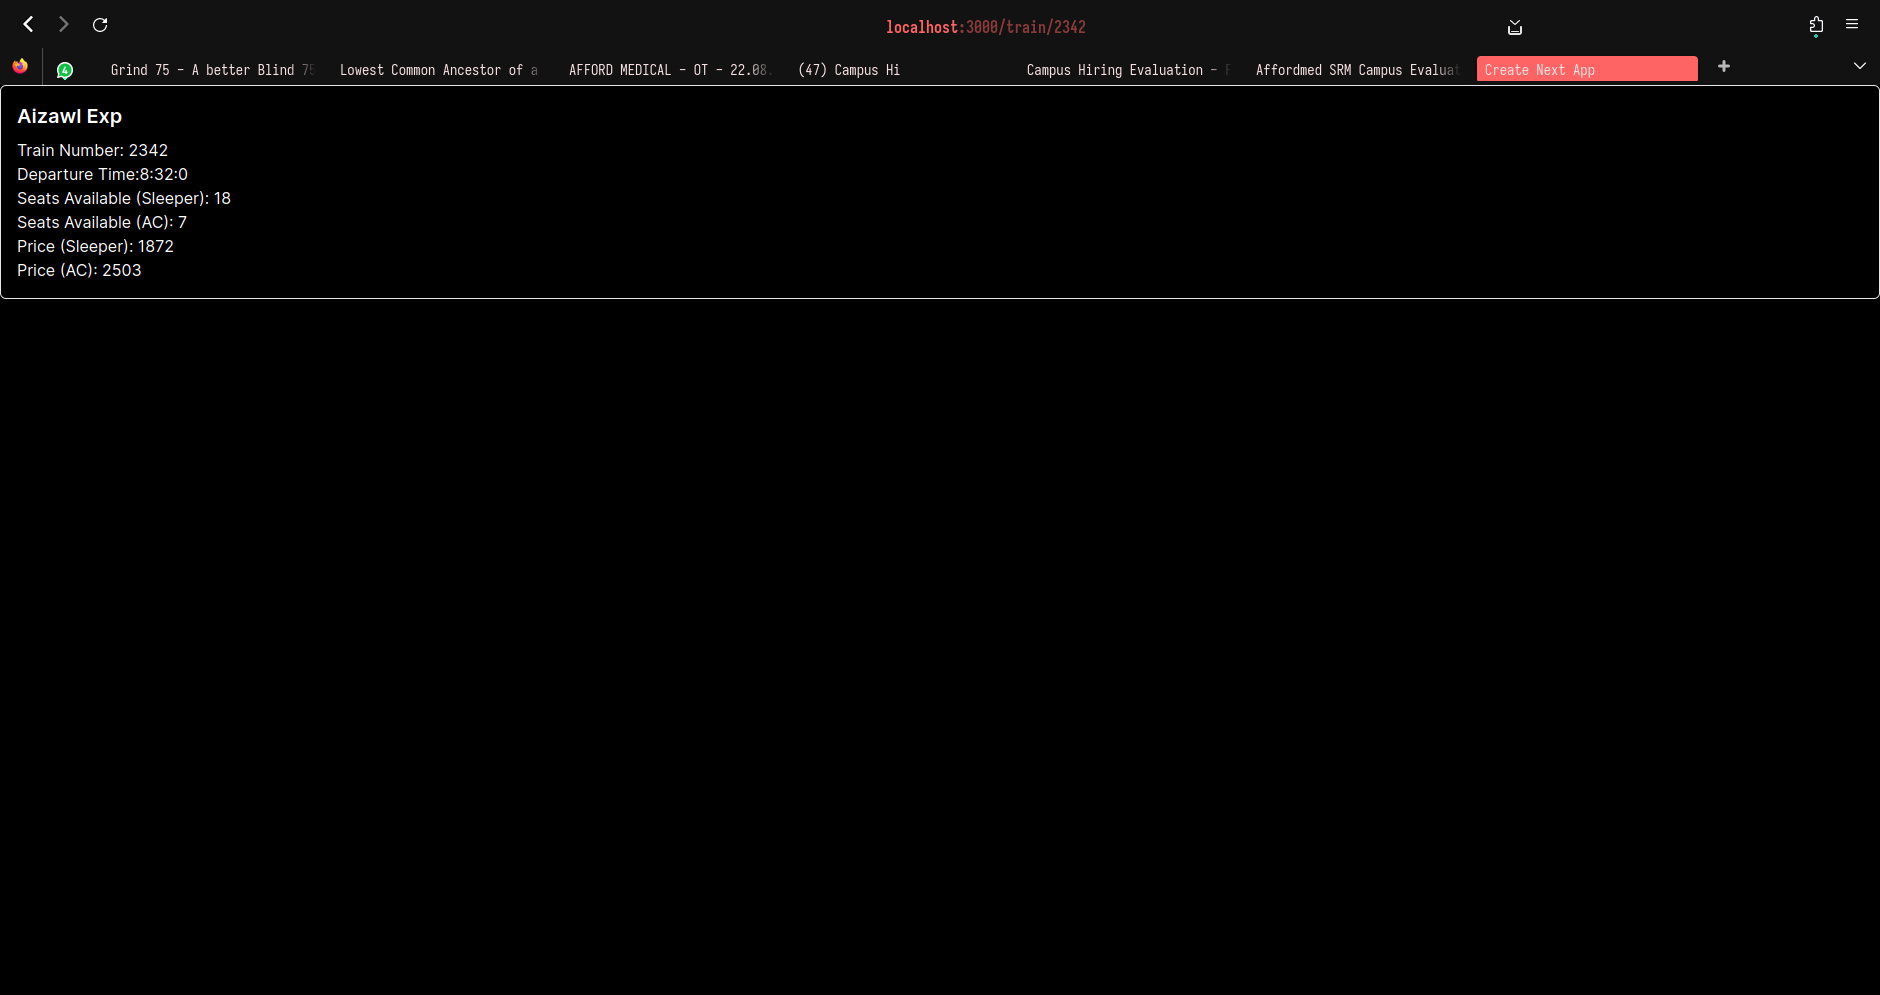 localhost:3000/train/2342
4
Grind 75 - A better Blind 75
Lowest Common Ancestor of a
AFFORD MEDICAL - OT - 22.08.
(47) Campus Hi
Campus Hiring Evaluation -
Affordmed SRM Campus Evaluat
Create Next App
Aizawl Exp
Train Number: 2342
Departure Time:8:32:0
Seats Available (Sleeper): 18
Seats Available (AC): 7
Price (Sleeper): 1872
Price (AC): 2503